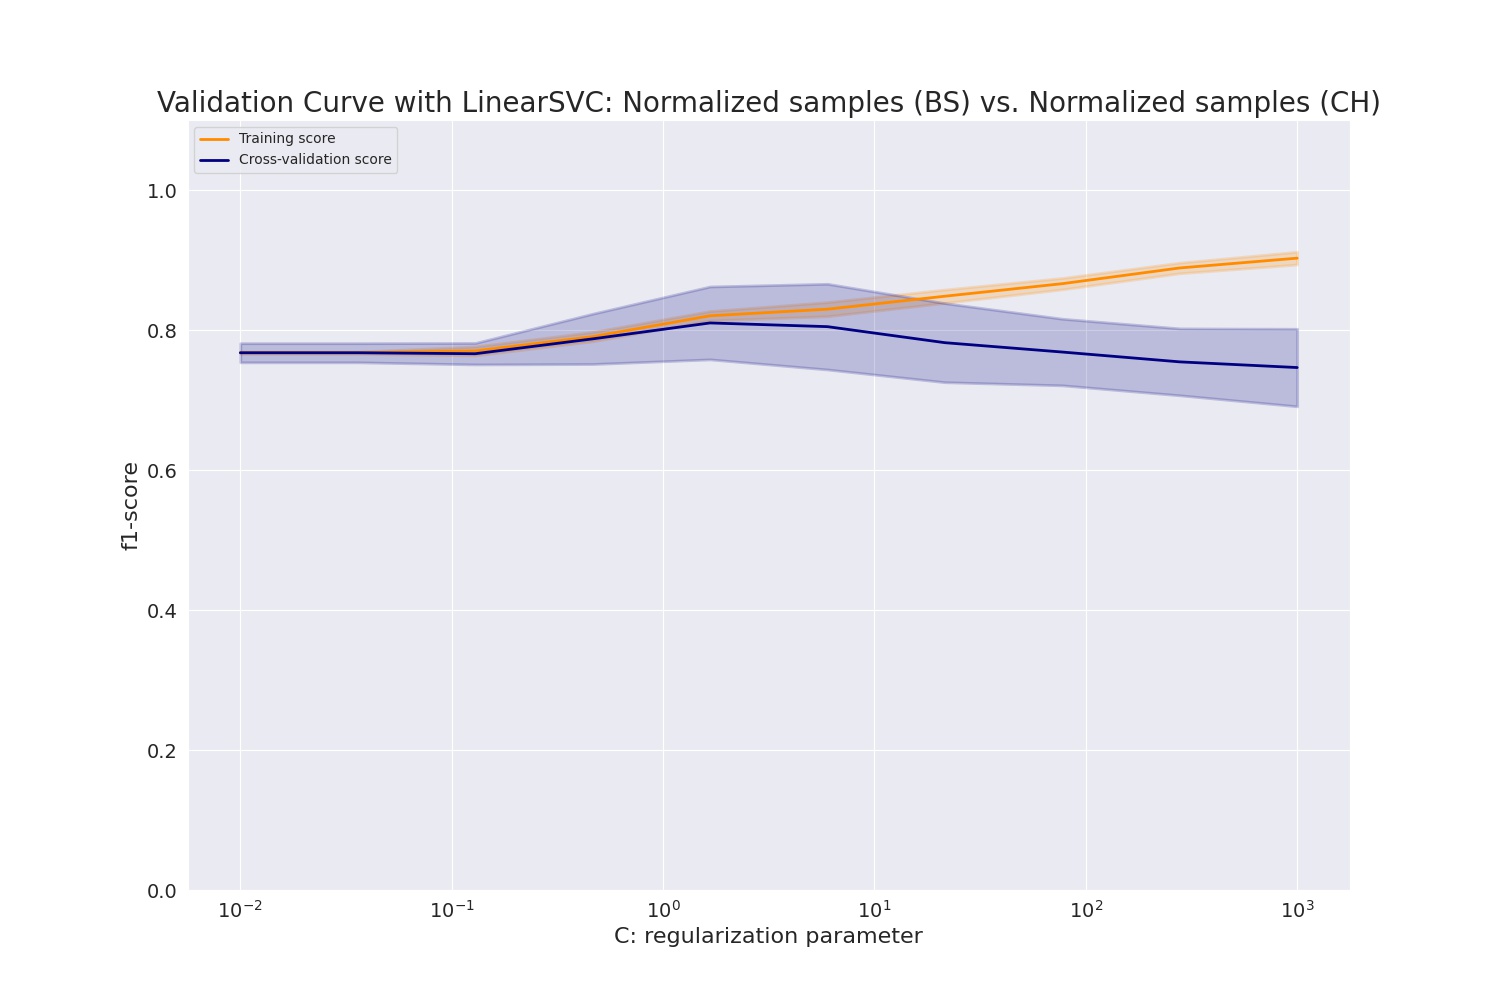 Validation Curve with LinearSVC: Normalized samples (BS) vs. Normalized samples (CH)
Training score
Cross-validation score
1.0
0.8
0.6
0.4
0.2
0.0
f1-score
10⁻² 10⁻¹ 10⁰ 10¹ 10² 10³
C: regularization parameter